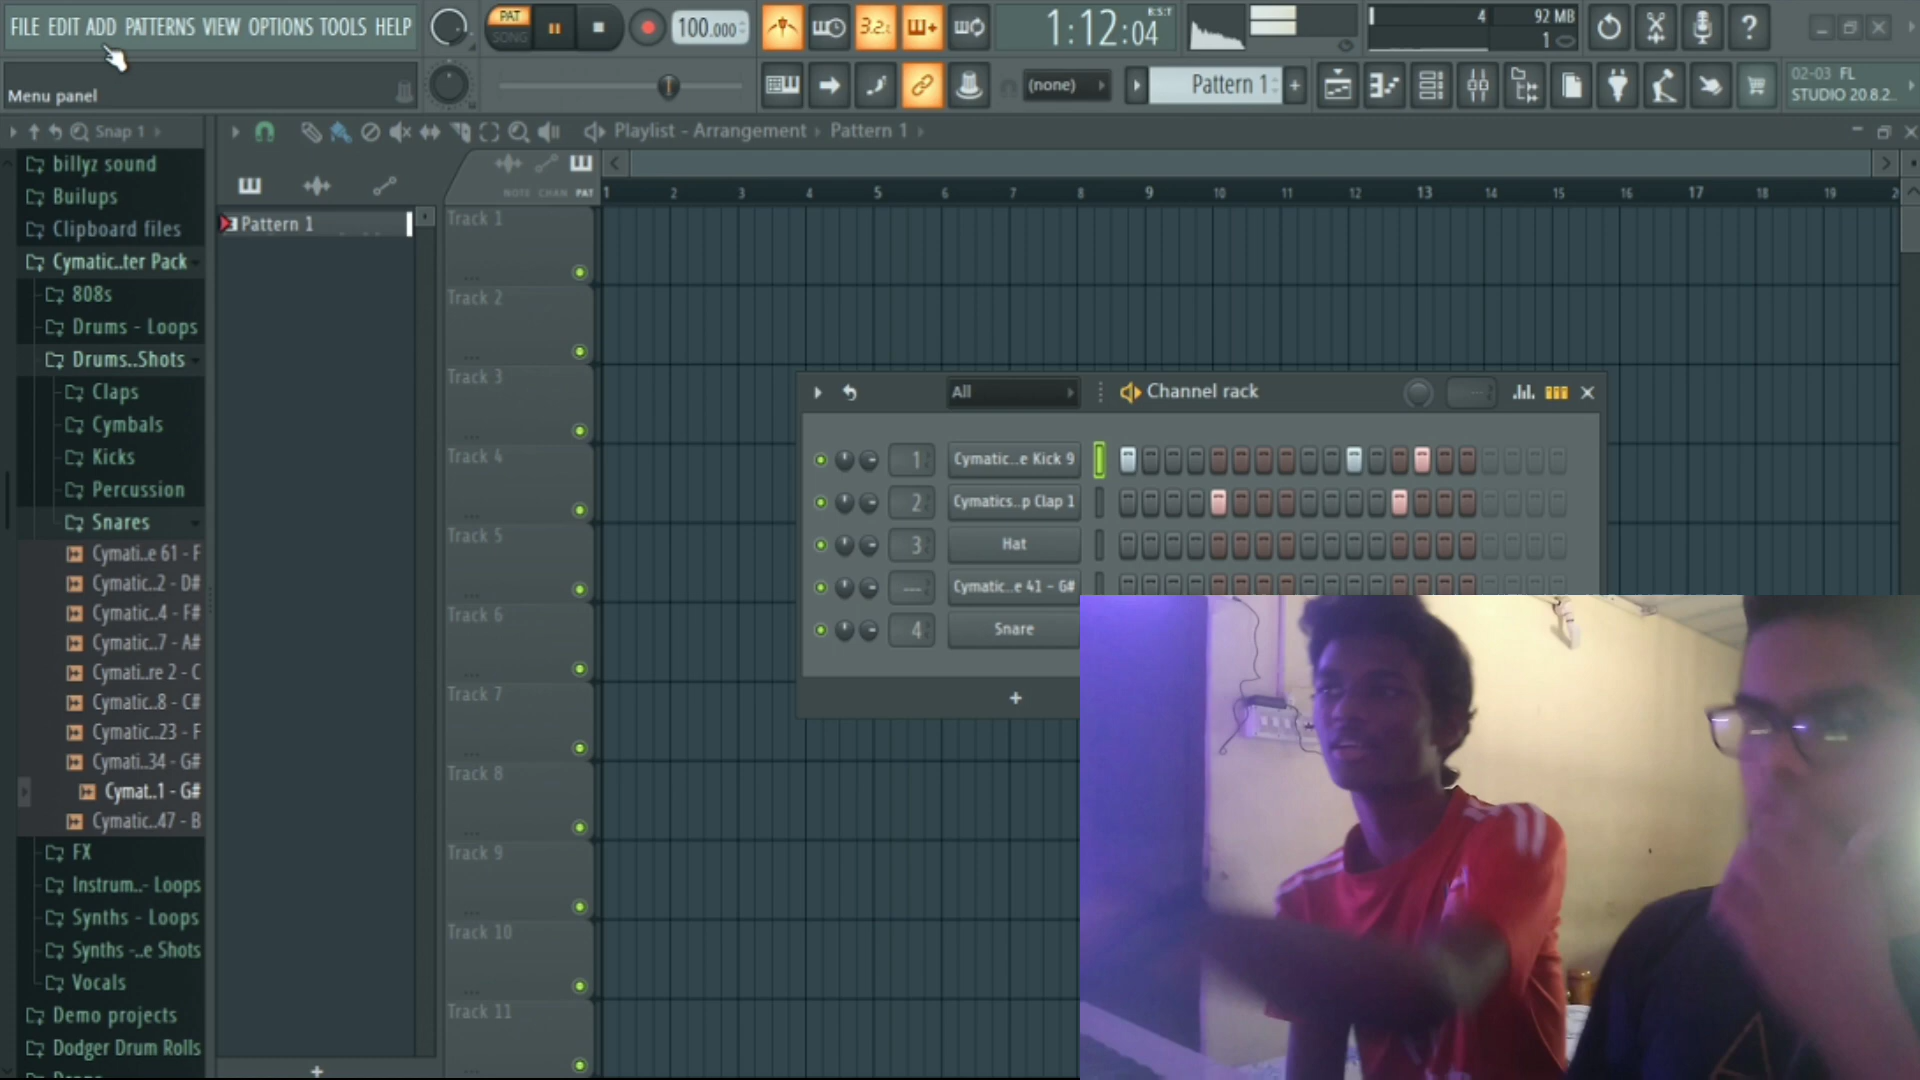 FILE EDIT ADD PATTERNS VIEW OPTIONS TOOLS HELP
PAT
SONG
100.000
3.2
1:12:04
B:S:T
4
92 MB
1
Menu panel
(none)
Pattern 1
02-03 FL
STUDIO 20.8.2..
Snap 1
Playlist - Arrangement › Pattern 1 ›
NOTE CHAN PAT
1 2 3 4 5 6 7 8 9 10 11 12 13 14 15 16 17 18 19
billyz sound
Builups
Clipboard files
Cymatic..ter Pack
808s
Drums - Loops
Drums..Shots
Claps
Cymbals
Kicks
Percussion
Snares
Cymati..e 61 - F
Cymatic..2 - D#
Cymatic..4 - F#
Cymatic..7 - A#
Cymati..re 2 - C
Cymatic..8 - C#
Cymatic..23 - F
Cymati..34 - G#
Cymat..1 - G#
Cymatic..47 - B
FX
Instrum..- Loops
Synths - Loops
Synths -..e Shots
Vocals
Demo projects
Dodger Drum Rolls
Pattern 1
Track 1
Track 2
Track 3
Track 4
Track 5
Track 6
Track 7
Track 8
Track 9
Track 10
Track 11
All
Channel rack
1 Cymatic...e Kick 9
2 Cymatics..p Clap 1
3 Hat
--- Cymatic...e 41 - G#
4 Snare